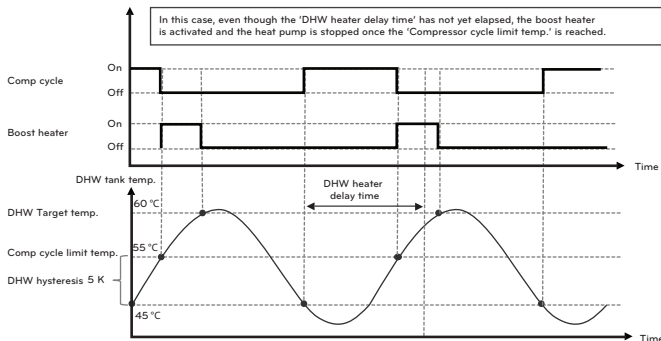 In this case, even though the 'DHW heater delay time' has not yet elapsed, the boost heater
is activated and the heat pump is stopped once the 'Compressor cycle limit temp.' is reached.
Comp cycle
On
Off
Boost heater
On
Off
Time
DHW tank temp.
DHW heater
delay time
DHW Target temp.
60 °C
Comp cycle limit temp.
55 °C
DHW hysteresis 5 K
45 °C
Time